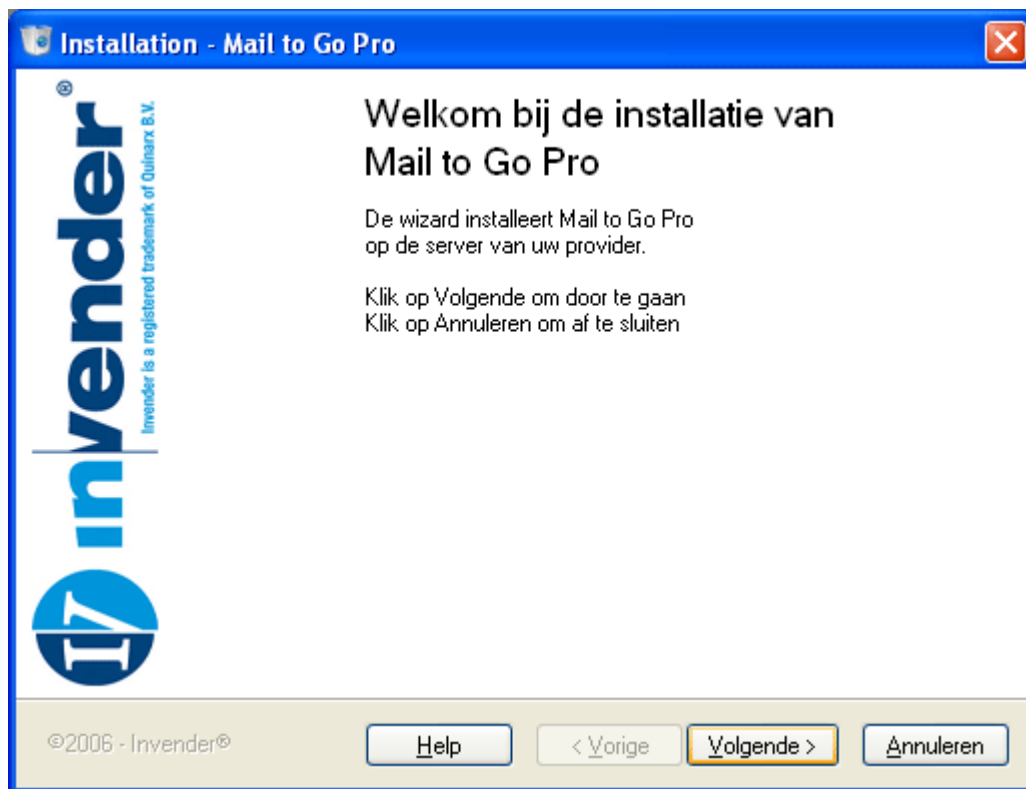 Installation - Mail to Go Pro
invender®
Invender is a registered trademark of Quinarx B.V.
IV
Welkom bij de installatie van
Mail to Go Pro
De wizard installeert Mail to Go Pro
op de server van uw provider.
Klik op Volgende om door te gaan
Klik op Annuleren om af te sluiten
©2006 - Invender®
Help
< Vorige
Volgende >
Annuleren